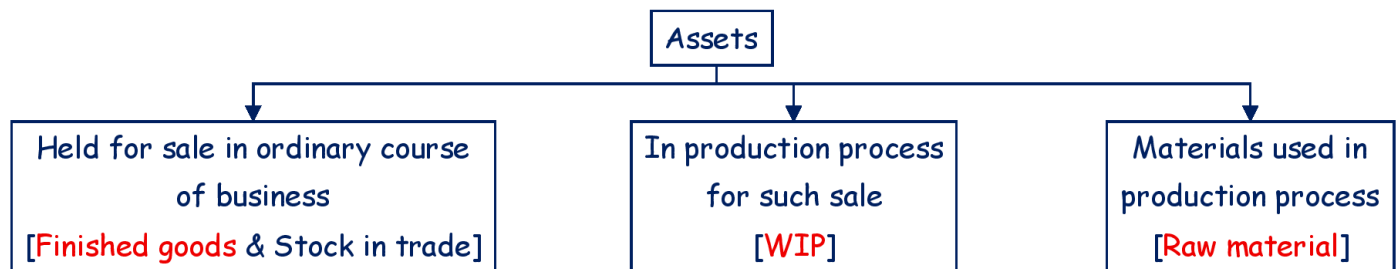 Assets
Held for sale in ordinary course
of business
[Finished goods & Stock in trade]
In production process
for such sale
[WIP]
Materials used in
production process
[Raw material]